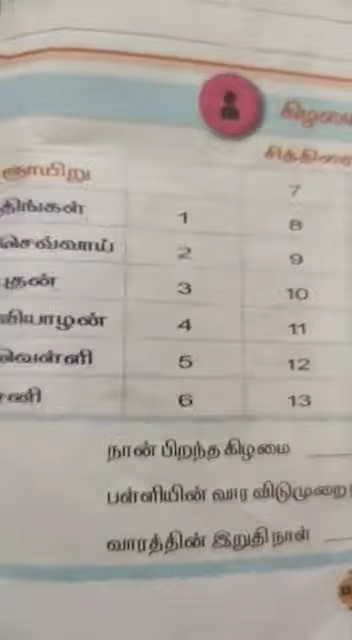 கிழமை
சித்திரை
ஞாயிறு 7
திங்கள் 1 8
செவ்வாய் 2 9
புதன் 3 10
வியாழன் 4 11
வெள்ளி 5 12
சனி 6 13
நான் பிறந்த கிழமை
பள்ளியின் வார விடுமுறை
வாரத்தின் இறுதி நாள்